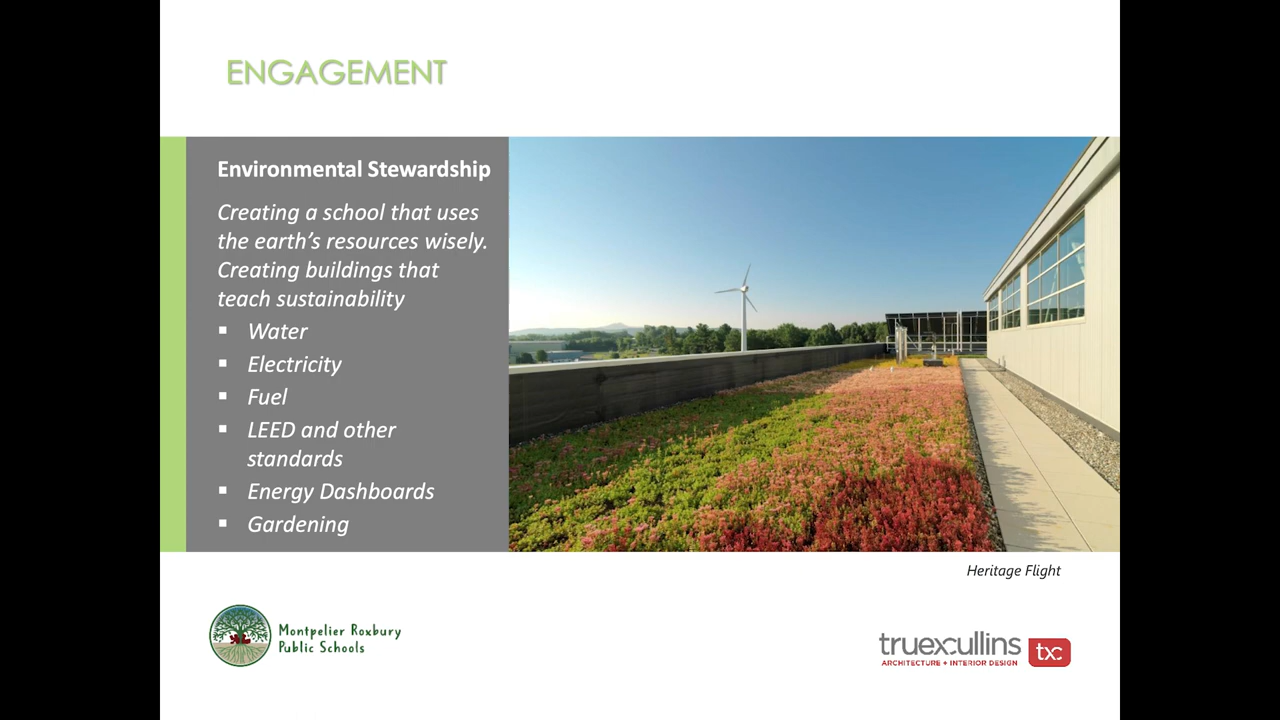 ENGAGEMENT
Environmental Stewardship
Creating a school that uses
the earth’s resources wisely.
Creating buildings that
teach sustainability
▪ Water
▪ Electricity
▪ Fuel
▪ LEED and other
standards
▪ Energy Dashboards
▪ Gardening
Heritage Flight
Montpelier Roxbury
Public Schools
truexcullins
ARCHITECTURE + INTERIOR DESIGN
txc